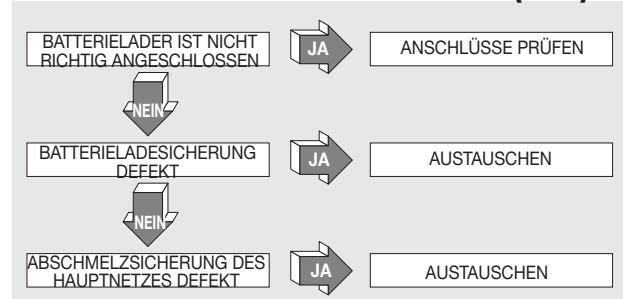 BATTERIELADER IST NICHT
RICHTIG ANGESCHLOSSEN
JA
ANSCHLÜSSE PRÜFEN
NEIN
BATTERIELADESICHERUNG
DEFEKT
JA
AUSTAUSCHEN
NEIN
ABSCHMELZSICHERUNG DES
HAUPTNETZES DEFEKT
JA
AUSTAUSCHEN